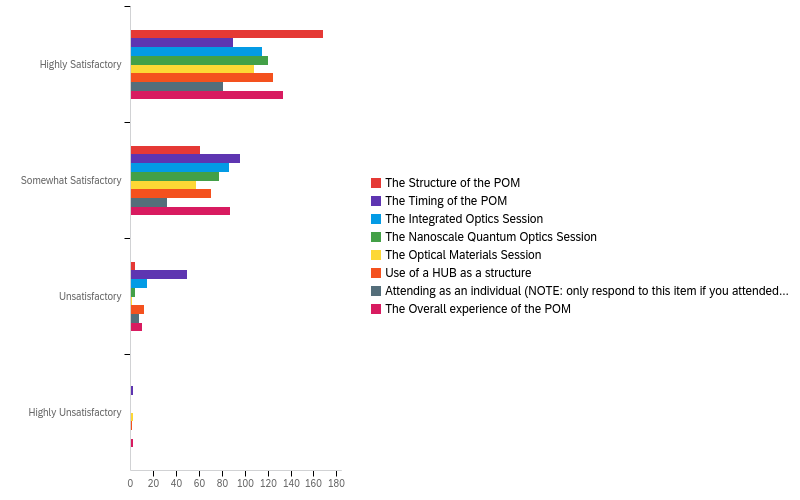 Highly Satisfactory
Somewhat Satisfactory
Unsatisfactory
Highly Unsatisfactory
0 20 40 60 80 100 120 140 160 180
The Structure of the POM
The Timing of the POM
The Integrated Optics Session
The Nanoscale Quantum Optics Session
The Optical Materials Session
Use of a HUB as a structure
Attending as an individual (NOTE: only respond to this item if you attended...
The Overall experience of the POM